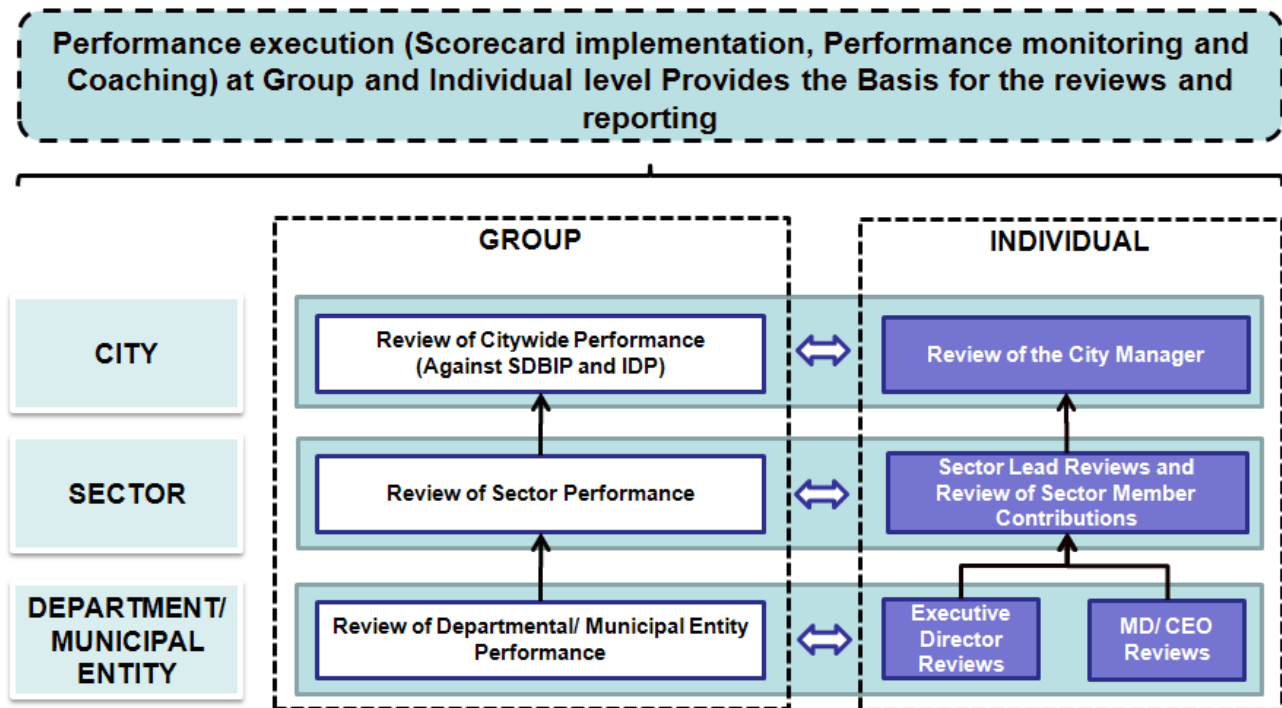 Performance execution (Scorecard implementation, Performance monitoring and
Coaching) at Group and Individual level Provides the Basis for the reviews and
reporting
GROUP
INDIVIDUAL
CITY
Review of Citywide Performance
(Against SDBIP and IDP)
Review of the City Manager
SECTOR
Review of Sector Performance
Sector Lead Reviews and
Review of Sector Member
Contributions
DEPARTMENT/
MUNICIPAL
ENTITY
Review of Departmental/ Municipal Entity
Performance
Executive
Director
Reviews
MD/ CEO
Reviews